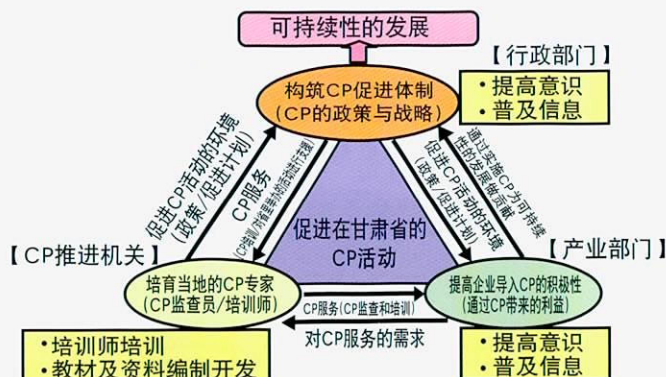 可持续性的发展
【行政部门】
构筑CP促进体制
(CP的政策与战略)
•提高意识
•普及信息
促进CP活动的环境
(政策/促进计划)
CP服务
通过实施CP为可持续
性的发展做贡献
促进CP活动的环境
(政策/促进计划)
促进在甘肃省的
CP活动
【CP推进机关】
【产业部门】
培育当地的CP专家
(CP监查员/培训师)
CP服务(CP监查和培训)
对CP服务的需求
提高企业导入CP的积极性
(通过CP带来的利益)
•培训师培训
•教材及资料编制开发
•提高意识
•普及信息